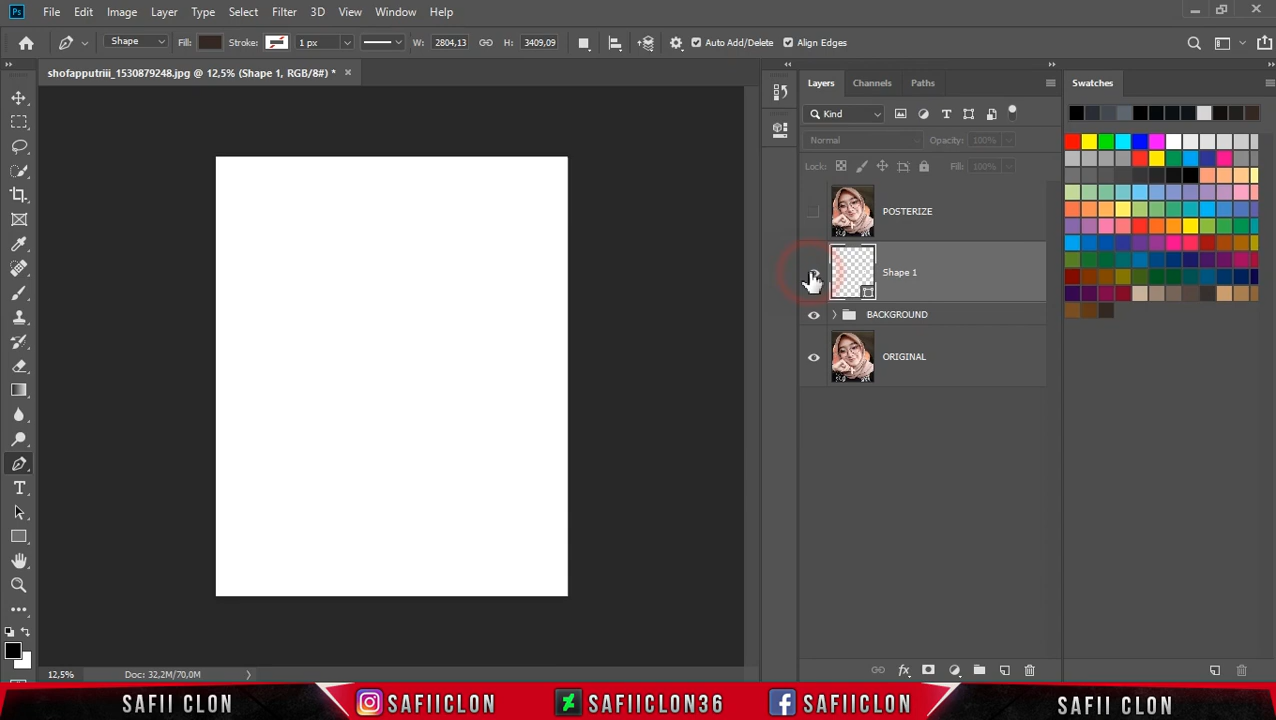 Ps File Edit Image Layer Type Select Filter 3D View Window Help
Shape Fill: Stroke: 1 px W: 2804,13 H: 3409,09 Auto Add/Delete Align Edges
shofapputriii_1530879248.jpg @ 12,5% (Shape 1, RGB/8#) *
Layers Channels Paths Swatches
Kind
Normal Opacity: 100%
Lock: Fill: 100%
POSTERIZE
Shape 1
BACKGROUND
ORIGINAL
12,5% Doc: 32,2M/70,0M
SAFII CLON SAFIICLON SAFIICLON36 SAFIICLON SAFII CLON